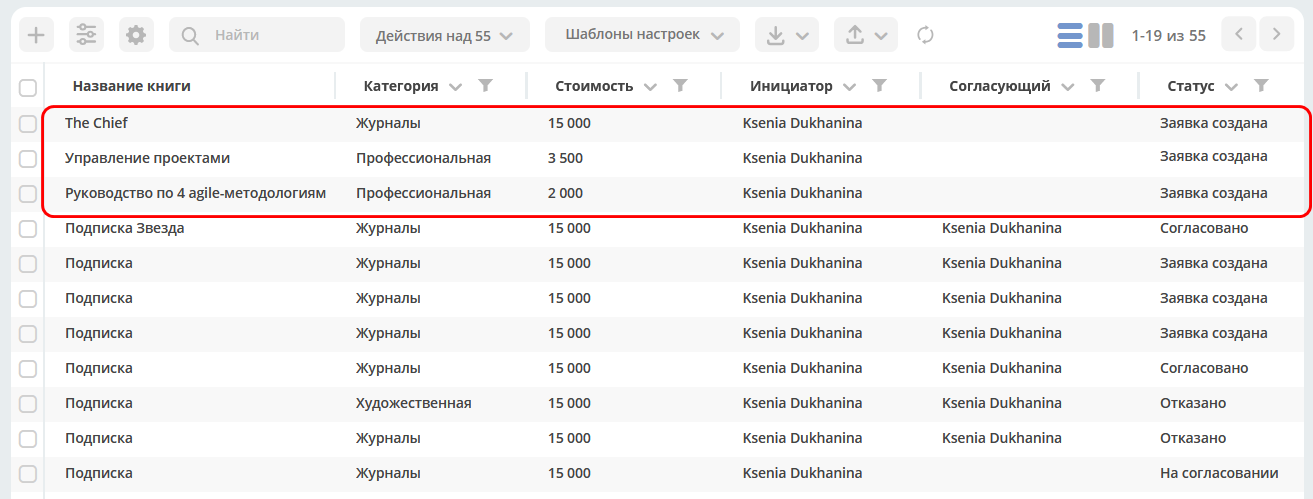 Найти Действия над 55 Шаблоны настроек 1-19 из 55
Название книги Категория Стоимость Инициатор Согласующий Статус
The Chief Журналы 15 000 Ksenia Dukhanina Заявка создана
Управление проектами Профессиональная 3 500 Ksenia Dukhanina Заявка создана
Руководство по 4 agile-методологиям Профессиональная 2 000 Ksenia Dukhanina Заявка создана
Подписка Звезда Журналы 15 000 Ksenia Dukhanina Ksenia Dukhanina Согласовано
Подписка Журналы 15 000 Ksenia Dukhanina Ksenia Dukhanina Заявка создана
Подписка Журналы 15 000 Ksenia Dukhanina Ksenia Dukhanina Заявка создана
Подписка Журналы 15 000 Ksenia Dukhanina Ksenia Dukhanina Заявка создана
Подписка Журналы 15 000 Ksenia Dukhanina Ksenia Dukhanina Согласовано
Подписка Художественная 15 000 Ksenia Dukhanina Ksenia Dukhanina Отказано
Подписка Журналы 15 000 Ksenia Dukhanina Ksenia Dukhanina Отказано
Подписка Журналы 15 000 Ksenia Dukhanina На согласовании